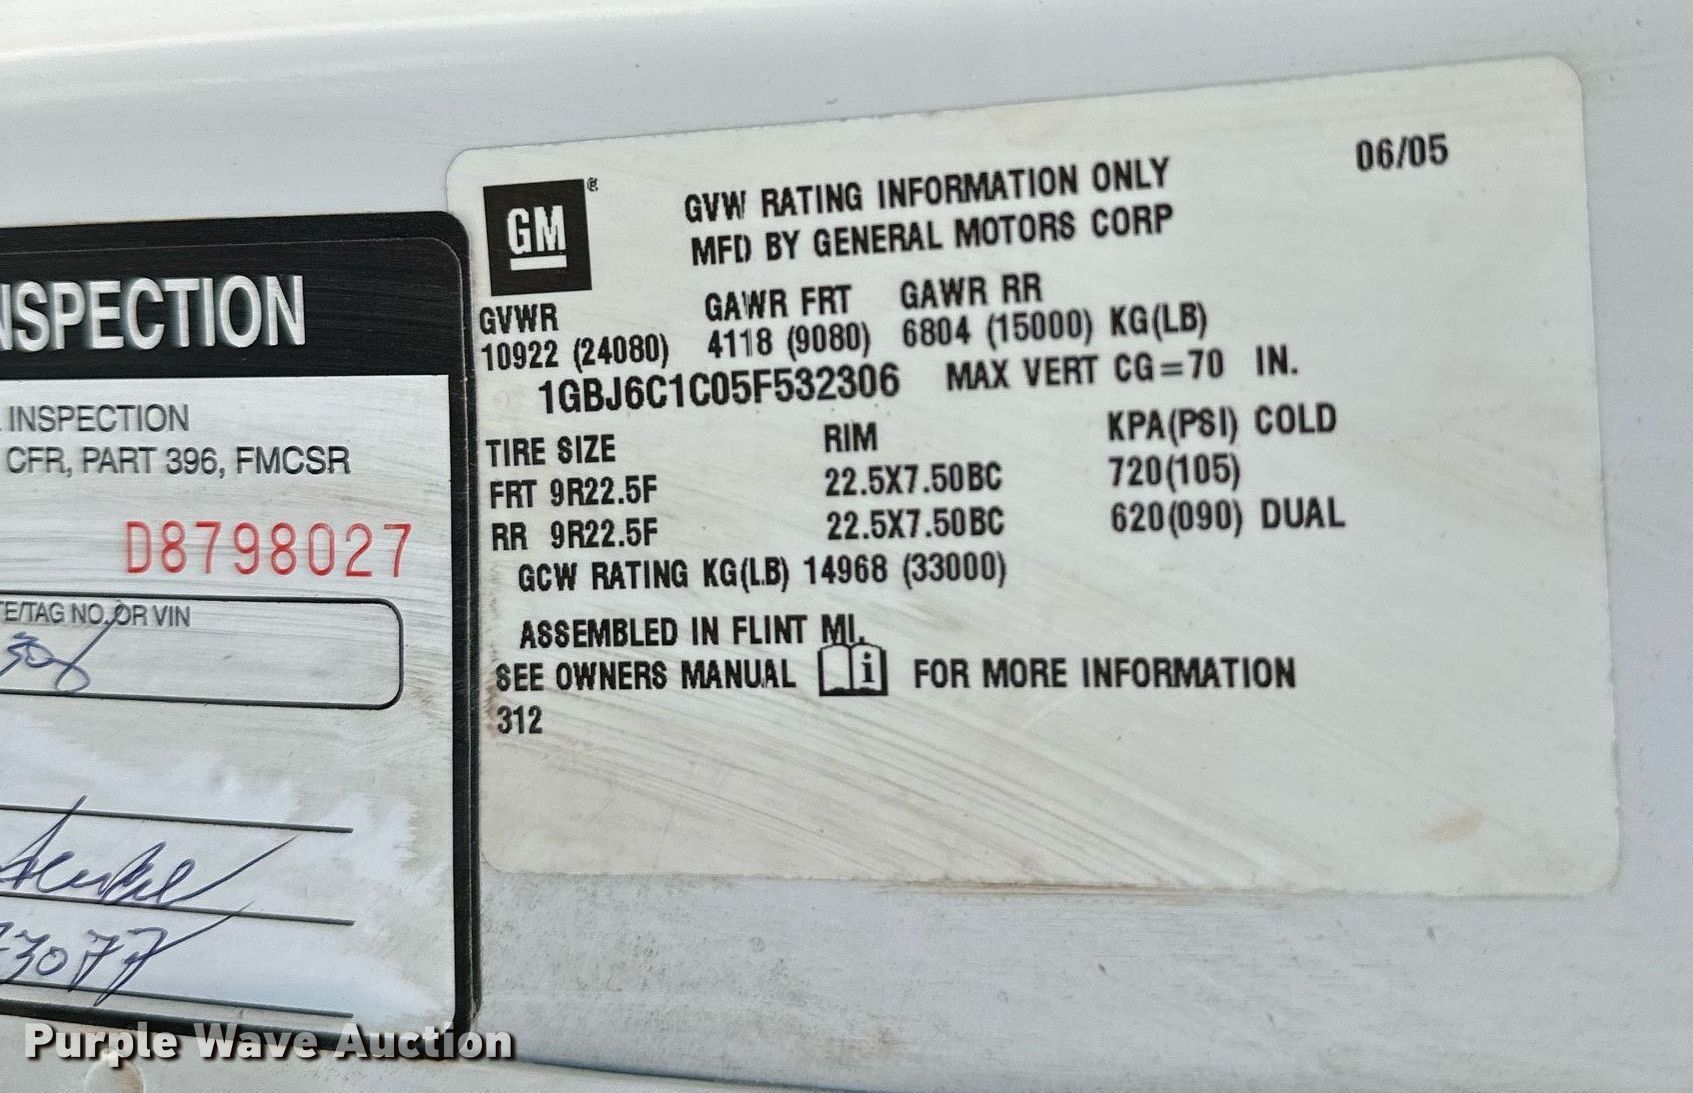 NSPECTION
INSPECTION
CFR, PART 396, FMCSR
D8798027
TE/TAG NO. OR VIN
306
73077
GM
®
06/05
GVW RATING INFORMATION ONLY
MFD BY GENERAL MOTORS CORP
GVWR GAWR FRT GAWR RR
10922 (24080) 4118 (9080) 6804 (15000) KG(LB)
1GBJ6C1C05F532306 MAX VERT CG=70 IN.
TIRE SIZE RIM KPA(PSI) COLD
FRT 9R22.5F 22.5X7.50BC 720(105)
RR 9R22.5F 22.5X7.50BC 620(090) DUAL
GCW RATING KG(LB) 14968 (33000)
ASSEMBLED IN FLINT MI.
SEE OWNERS MANUAL i FOR MORE INFORMATION
312
Purple Wave Auction